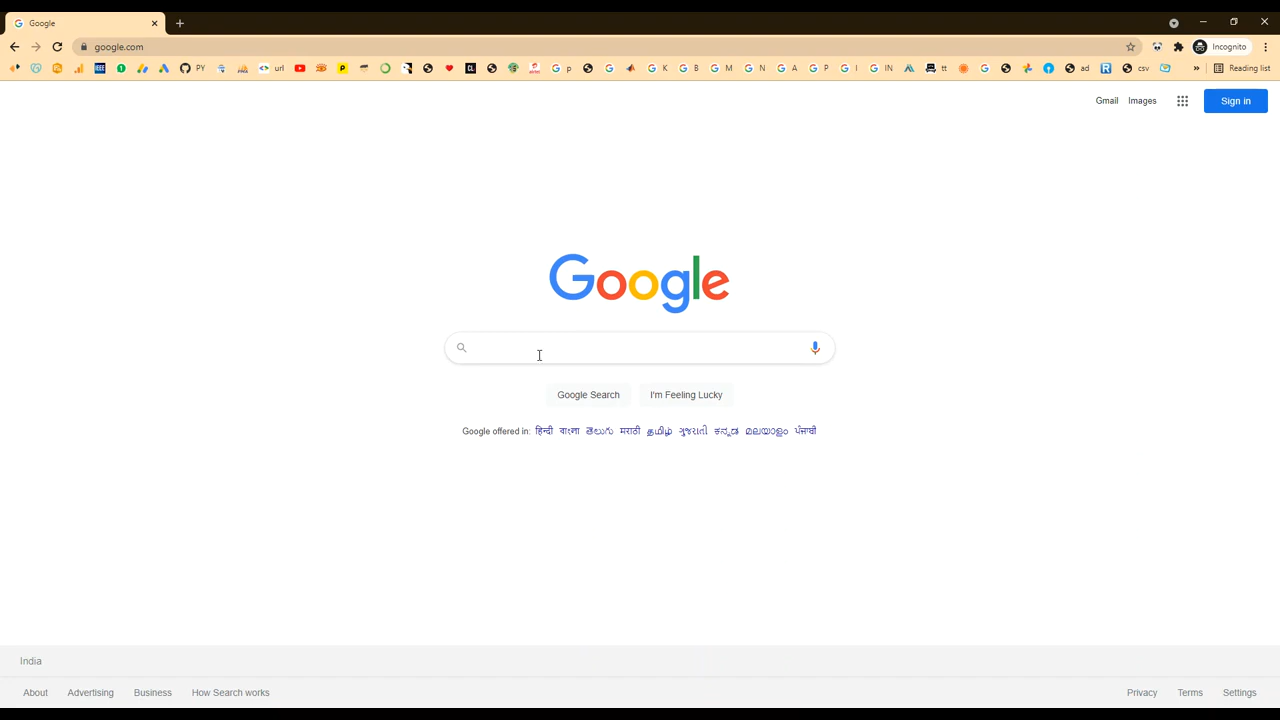 Google
google.com
Incognito
PY url p K B M N A P I IN tt ad csv Reading list
Gmail Images Sign in
Google
Google Search I'm Feeling Lucky
Google offered in: हिन्दी বাংলা తెలుగు मराठी தமிழ் ગુજરાતી ಕನ್ನಡ മലയാളം ਪੰਜਾਬੀ
India
About Advertising Business How Search works Privacy Terms Settings